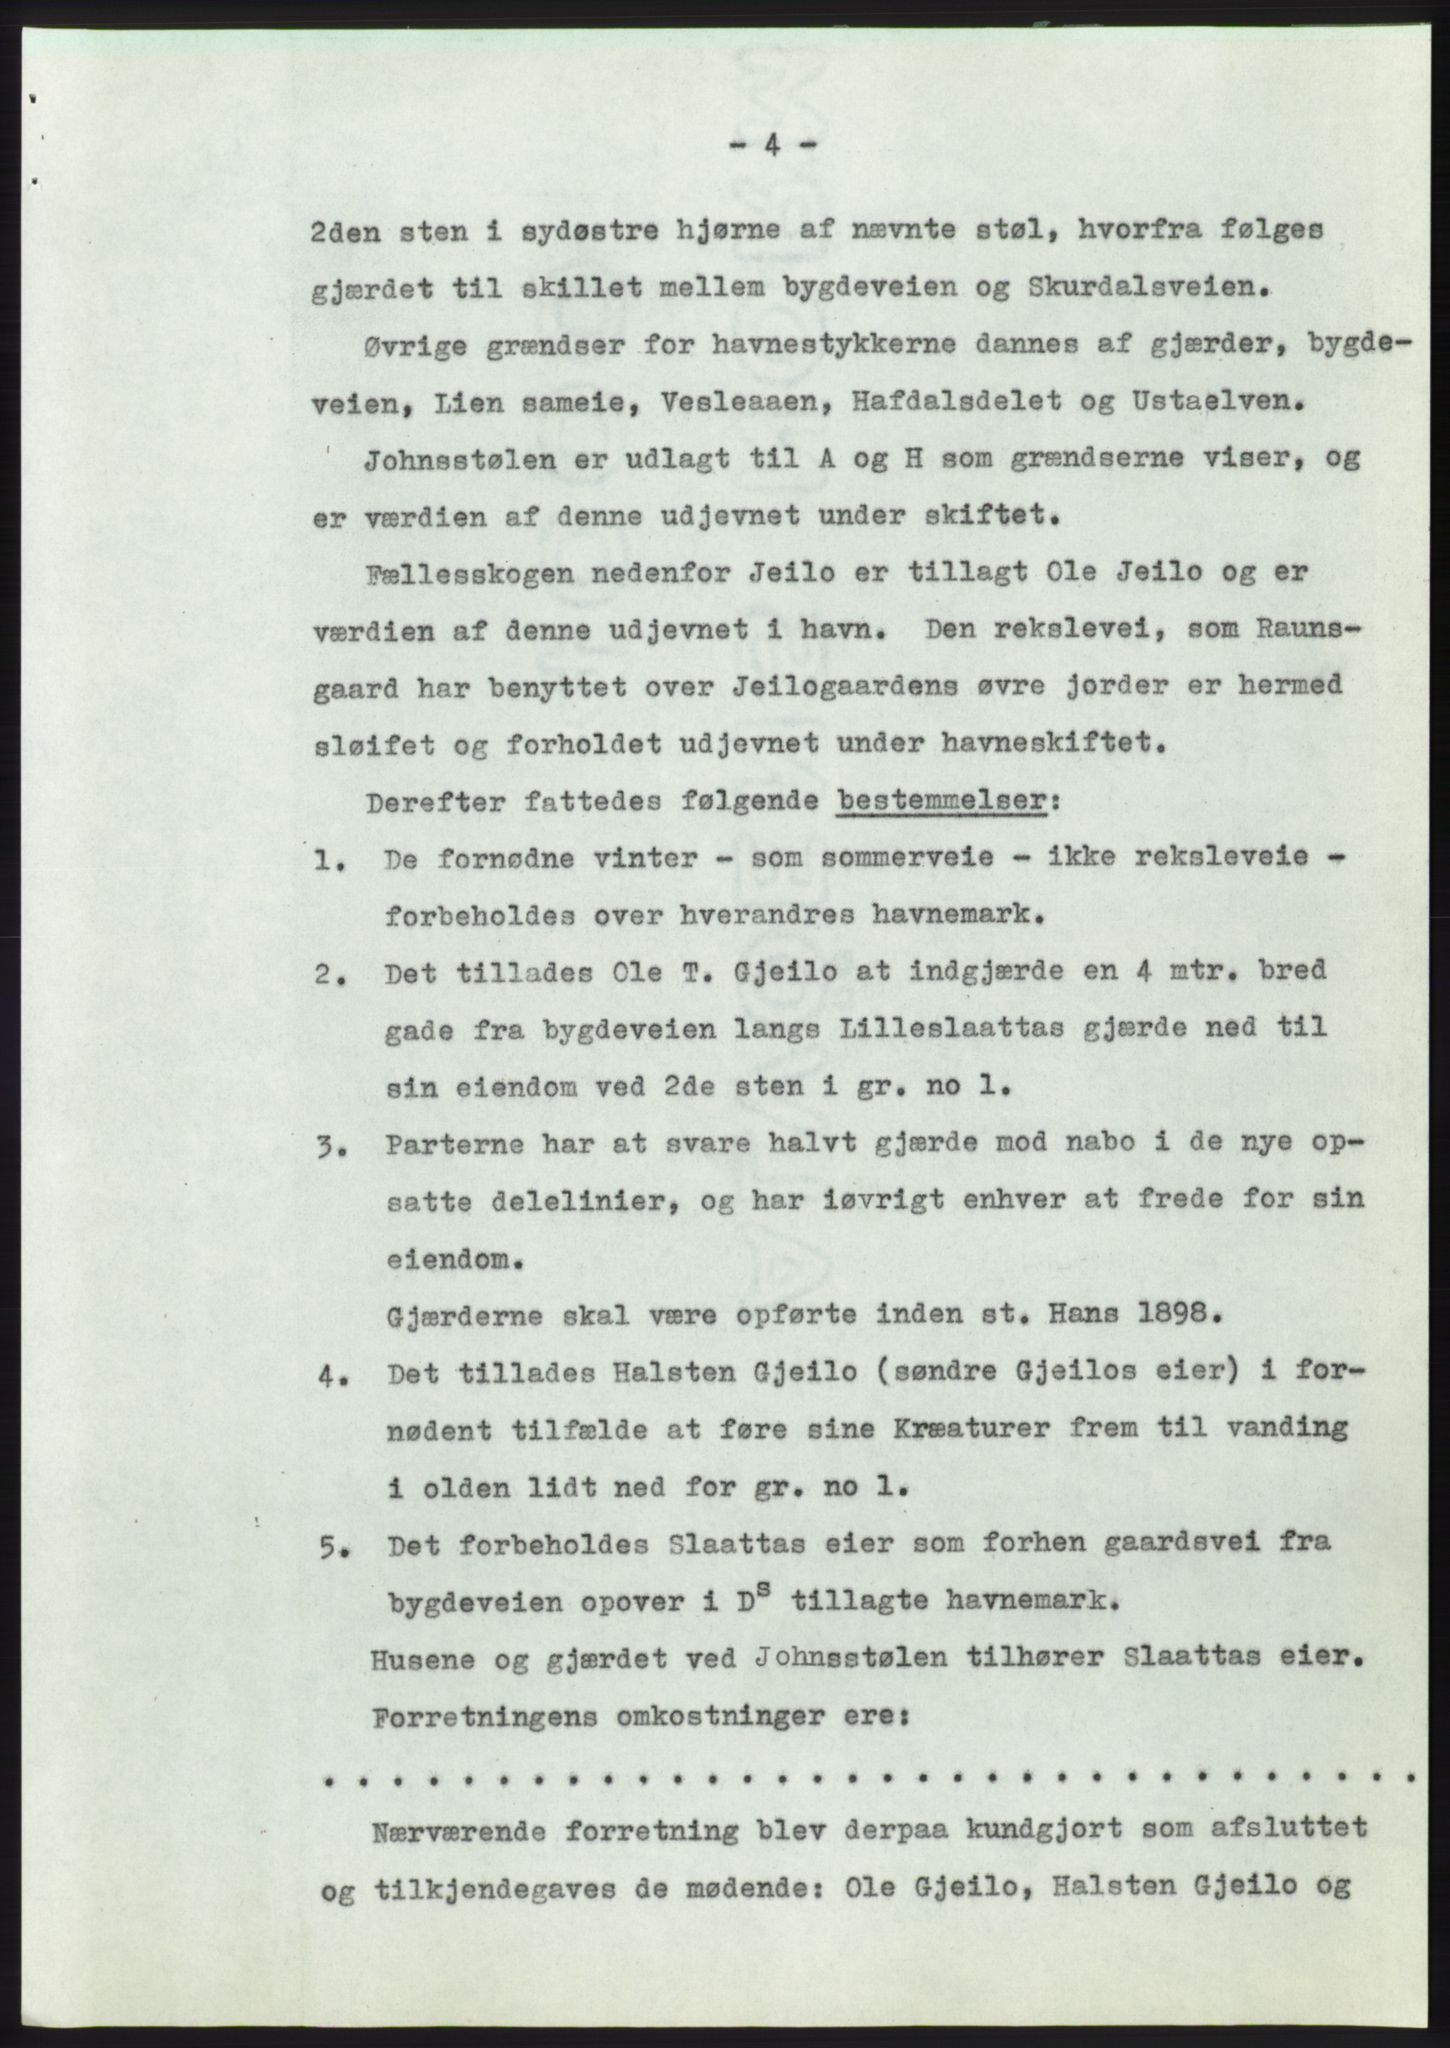 - 4 -
2den sten i sydøstre hjørne af nævnte støl, hvorfra følges
gjærdet til skillet mellem bygdeveien og Skurdalsveien.
Øvrige grændser for havnestykkerne dannes af gjærder, bygde-
veien, Lien sameie, Vesleaaen, Hafdalsdelet og Ustaelven.
Johnsstølen er udlagt til A og H som grændserne viser, og
er værdien af denne udjevnet under skiftet.
Fællesskogen nedenfor Jeilo er tillagt Ole Jeilo og er
værdien af denne udjevnet i havn. Den rekslevei, som Rauns-
gaard har benyttet over Jeilogaardens øvre jorder er hermed
sløifet og forholdet udjevnet under havneskiftet.
Derefter fattedes følgende bestemmelser:
1. De fornødne vinter - som sommerveie - ikke reksleveie -
forbeholdes over hverandres havnemark.
2. Det tillades Ole T. Gjeilo at indgjærde en 4 mtr. bred
gade fra bygdeveien langs Lilleslaattas gjærde ned til
sin eiendom ved 2de sten i gr. no 1.
3. Parterne har at svare halvt gjærde mod nabo i de nye op-
satte delelinier, og har iøvrigt enhver at frede for sin
eiendom.
Gjærderne skal være opførte inden st. Hans 1898.
4. Det tillades Halsten Gjeilo (søndre Gjeilos eier) i for-
nødent tilfælde at føre sine Kræaturer frem til vanding
i olden lidt ned for gr. no 1.
5. Det forbeholdes Slaattas eier som forhen gaardsvei fra
bygdeveien opover i Ds tillagte havnemark.
Husene og gjærdet ved Johnsstølen tilhører Slaattas eier.
Forretningens omkostninger ere:
. . . . . . . . . . . . . . . . . . . . . . . . . . . . . . . .
Nærværende forretning blev derpaa kundgjort som afsluttet
og tilkjendegaves de mødende: Ole Gjeilo, Halsten Gjeilo og